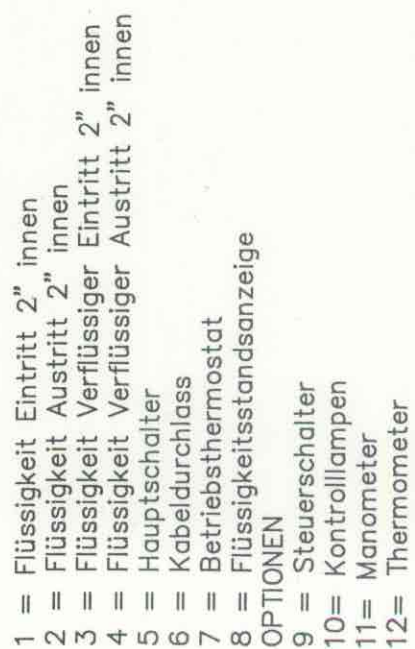 1 = Flüssigkeit Eintritt 2" innen
2 = Flüssigkeit Austritt 2" innen
3 = Flüssigkeit Verflüssiger Eintritt 2" innen
4 = Flüssigkeit Verflüssiger Austritt 2" innen
5 = Hauptschalter
6 = Kabeldurchlass
7 = Betriebsthermostat
8 = Flüssigkeitsstandsanzeige
OPTIONEN
9 = Steuerschalter
10= Kontrolllampen
11= Manometer
12= Thermometer